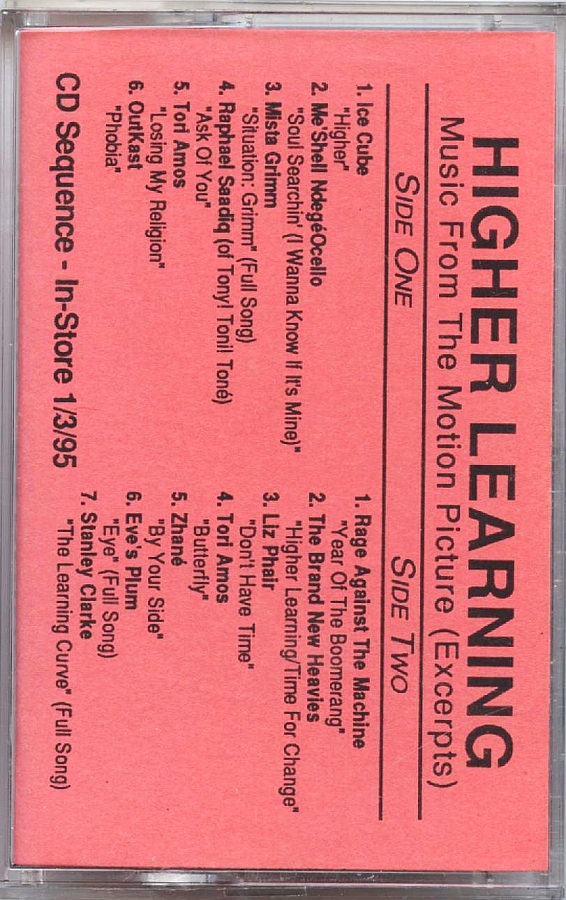 HIGHER LEARNING
Music From The Motion Picture (Excerpts)
SIDE ONE
1. Ice Cube
"Higher"
2. Me'Shell NdegéOcello
"Soul Searchin' (I Wanna Know If It's Mine)"
3. Mista Grimm
"Situation: Grimm" (Full Song)
4. Raphael Saadiq (of Tony! Toni! Toné)
"Ask Of You"
5. Tori Amos
"Losing My Religion"
6. OutKast
"Phobia"
CD Sequence - In-Store 1/3/95
SIDE TWO
1. Rage Against The Machine
"Year Of The Boomerang"
2. The Brand New Heavies
"Higher Learning/Time For Change"
3. Liz Phair
"Don't Have Time"
4. Tori Amos
"Butterfly"
5. Zhané
"By Your Side"
6. Eve's Plum
"Eye" (Full Song)
7. Stanley Clarke
"The Learning Curve" (Full Song)